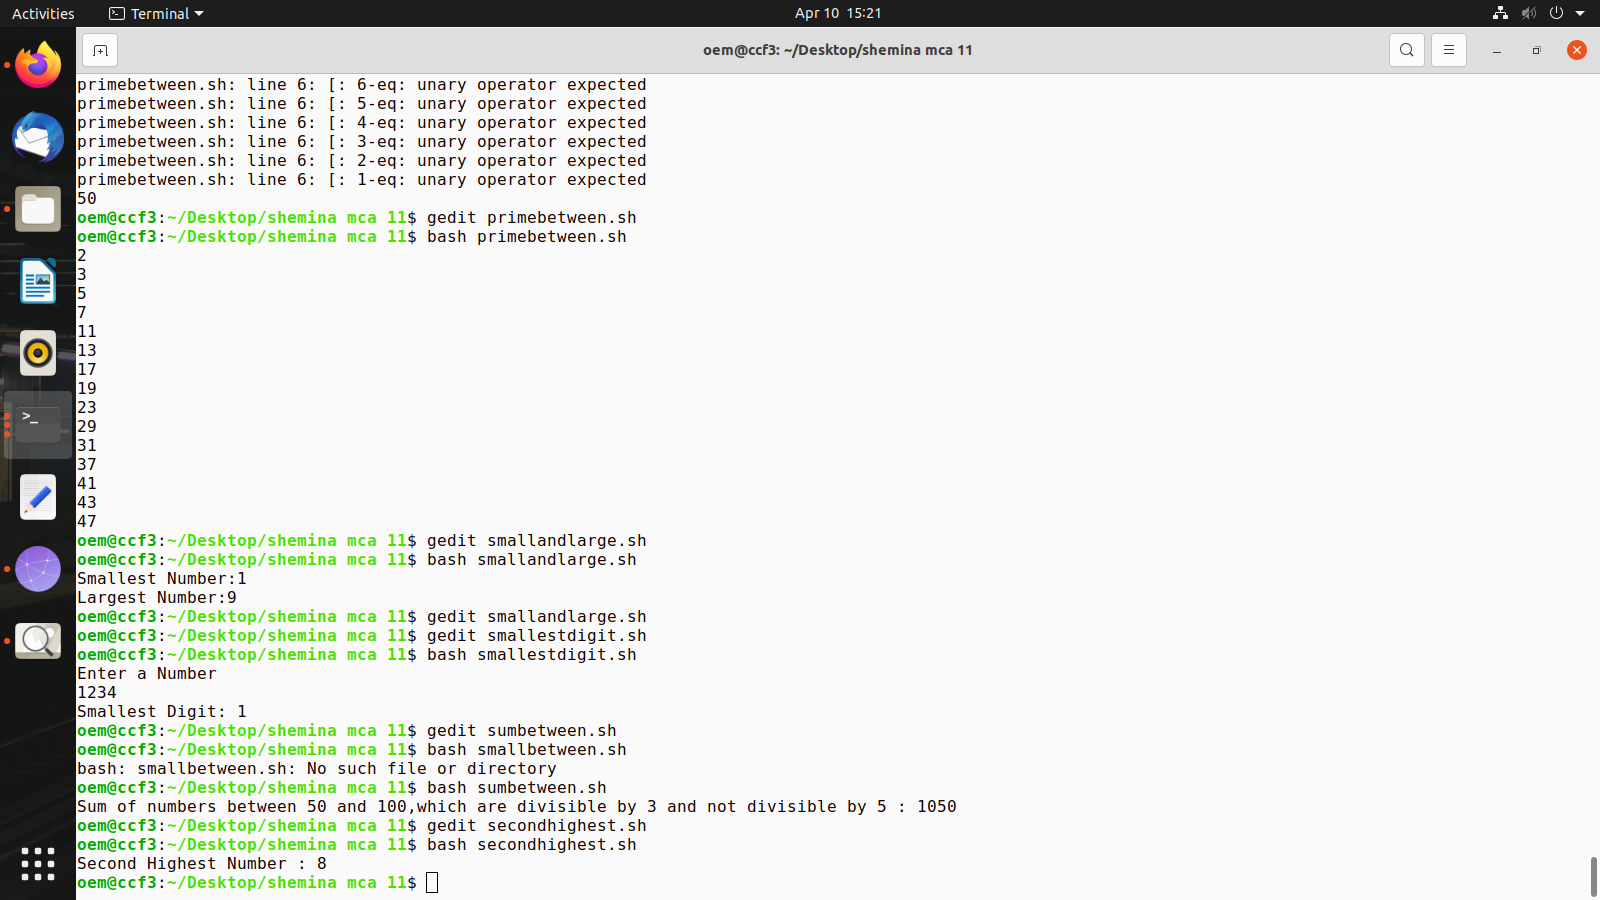 Activities Terminal Apr 10 15:21
oem@ccf3: ~/Desktop/shemina mca 11
primebetween.sh: line 6: [: 6-eq: unary operator expected
primebetween.sh: line 6: [: 5-eq: unary operator expected
primebetween.sh: line 6: [: 4-eq: unary operator expected
primebetween.sh: line 6: [: 3-eq: unary operator expected
primebetween.sh: line 6: [: 2-eq: unary operator expected
primebetween.sh: line 6: [: 1-eq: unary operator expected
50
oem@ccf3:~/Desktop/shemina mca 11$ gedit primebetween.sh
oem@ccf3:~/Desktop/shemina mca 11$ bash primebetween.sh
2
3
5
7
11
13
17
19
23
29
31
37
41
43
47
oem@ccf3:~/Desktop/shemina mca 11$ gedit smallandlarge.sh
oem@ccf3:~/Desktop/shemina mca 11$ bash smallandlarge.sh
Smallest Number:1
Largest Number:9
oem@ccf3:~/Desktop/shemina mca 11$ gedit smallandlarge.sh
oem@ccf3:~/Desktop/shemina mca 11$ gedit smallestdigit.sh
oem@ccf3:~/Desktop/shemina mca 11$ bash smallestdigit.sh
Enter a Number
1234
Smallest Digit: 1
oem@ccf3:~/Desktop/shemina mca 11$ gedit sumbetween.sh
oem@ccf3:~/Desktop/shemina mca 11$ bash smallbetween.sh
bash: smallbetween.sh: No such file or directory
oem@ccf3:~/Desktop/shemina mca 11$ bash sumbetween.sh
Sum of numbers between 50 and 100,which are divisible by 3 and not divisible by 5 : 1050
oem@ccf3:~/Desktop/shemina mca 11$ gedit secondhighest.sh
oem@ccf3:~/Desktop/shemina mca 11$ bash secondhighest.sh
Second Highest Number : 8
oem@ccf3:~/Desktop/shemina mca 11$